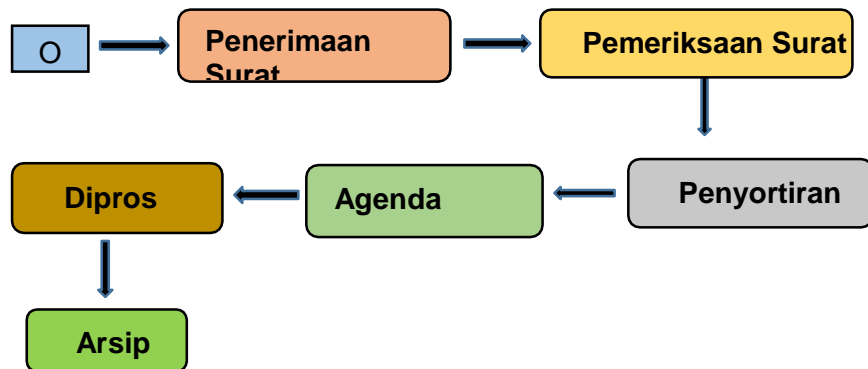 O
Penerimaan
Surat
Pemeriksaan Surat
Penyortiran
Agenda
Dipros
Arsip